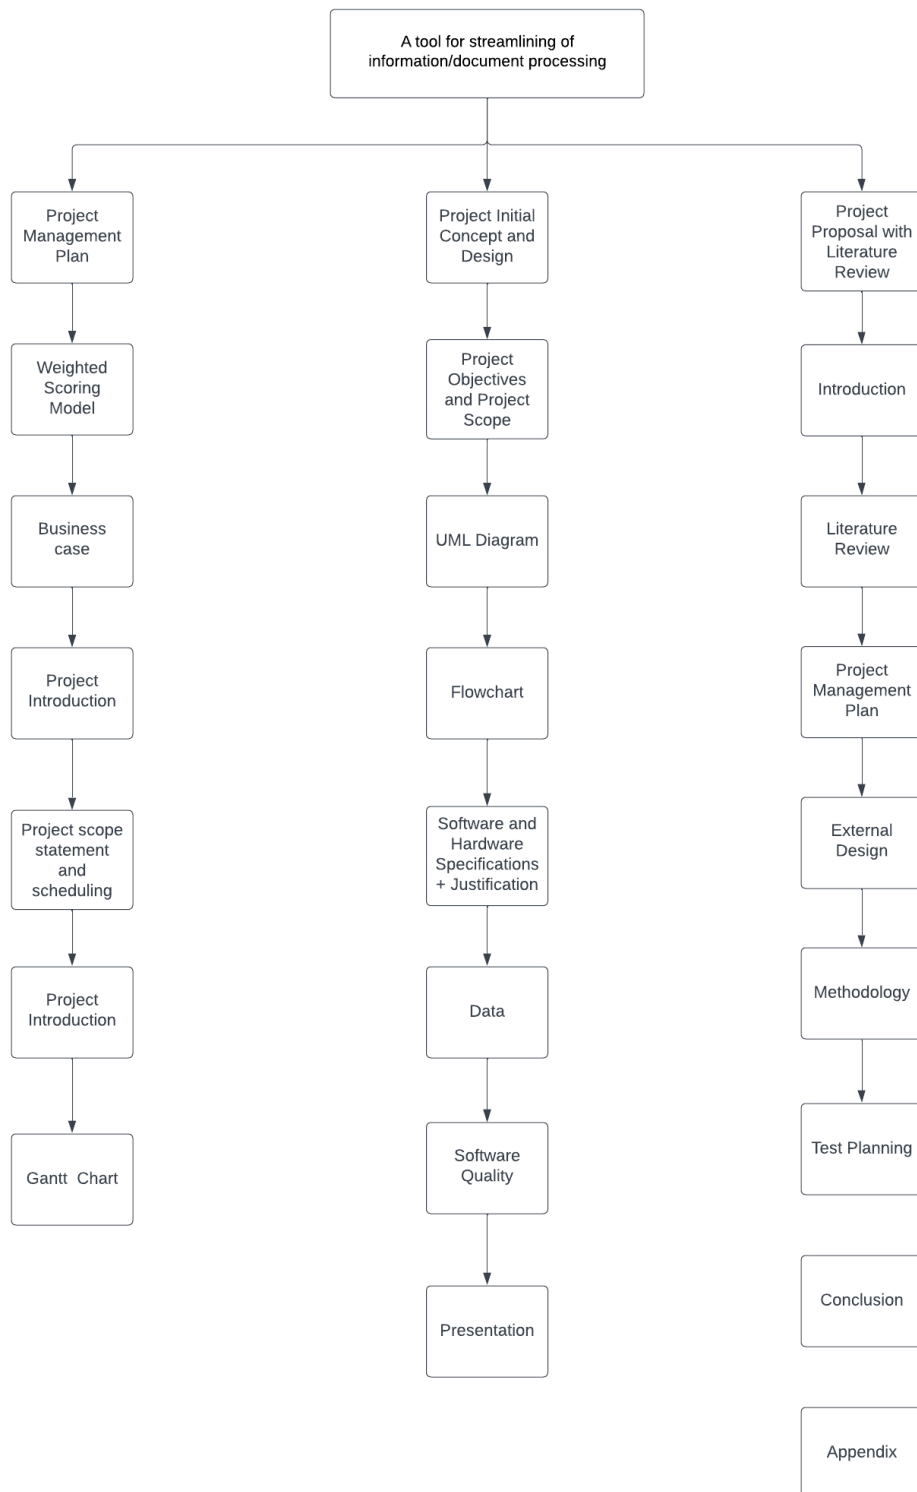 A tool for streamlining of
information/document processing
Project
Management
Plan
Weighted
Scoring
Model
Business
case
Project
Introduction
Project scope
statement
and
scheduling
Project
Introduction
Gantt  Chart
Project Initial
Concept and
Design
Project
Objectives
and Project
Scope
UML Diagram
Flowchart
Software and
Hardware
Specifications
+ Justification
Data
Software
Quality
Presentation
Project
Proposal with
Literature
Review
Introduction
Literature
Review
Project
Management
Plan
External
Design
Methodology
Test Planning
Conclusion
Appendix